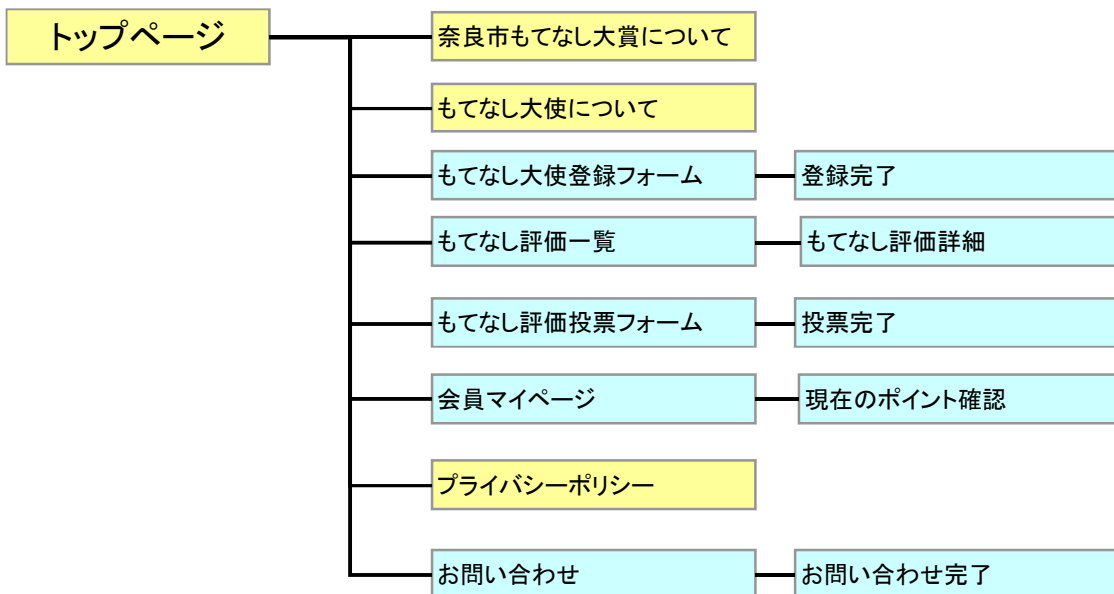 トップページ
奈良市もてなし大賞について
もてなし大使について
もてなし大使登録フォーム
登録完了
もてなし評価一覧
もてなし評価詳細
もてなし評価投票フォーム
投票完了
会員マイページ
現在のポイント確認
プライバシーポリシー
お問い合わせ
お問い合わせ完了